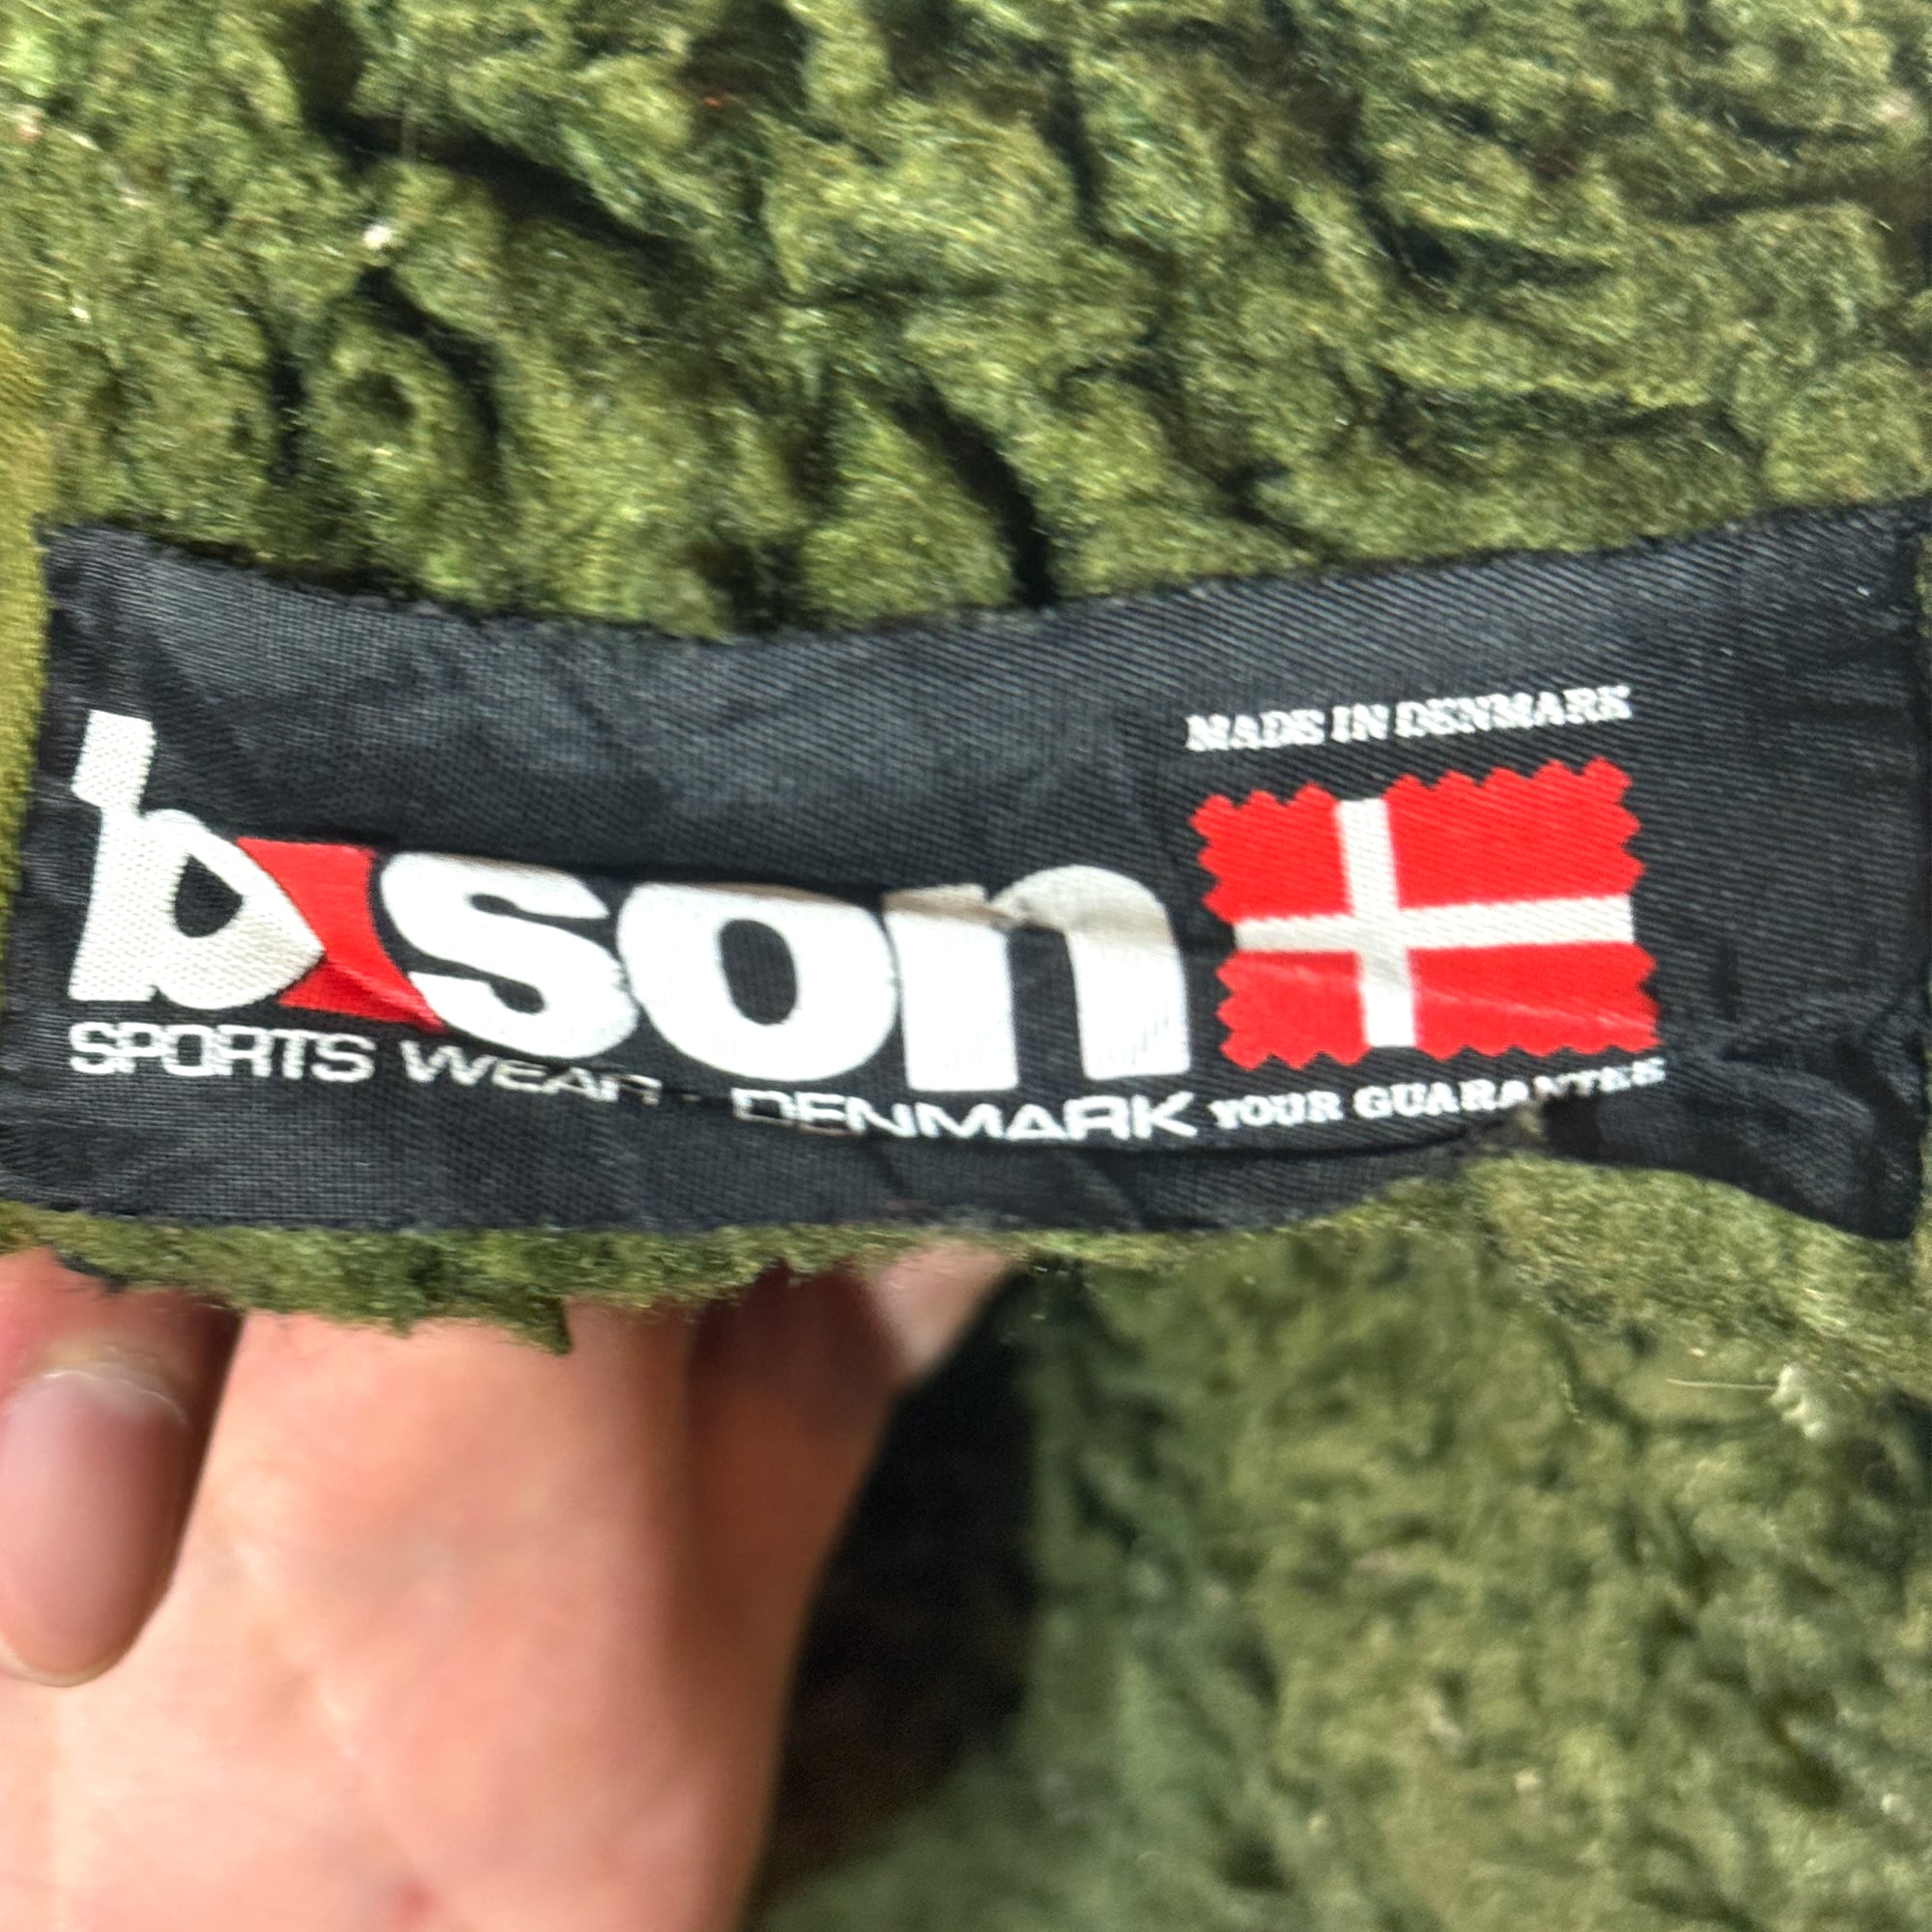 MADE IN DENMARK
bison
SPORTS WEAR - DENMARK
YOUR GUARANTEE